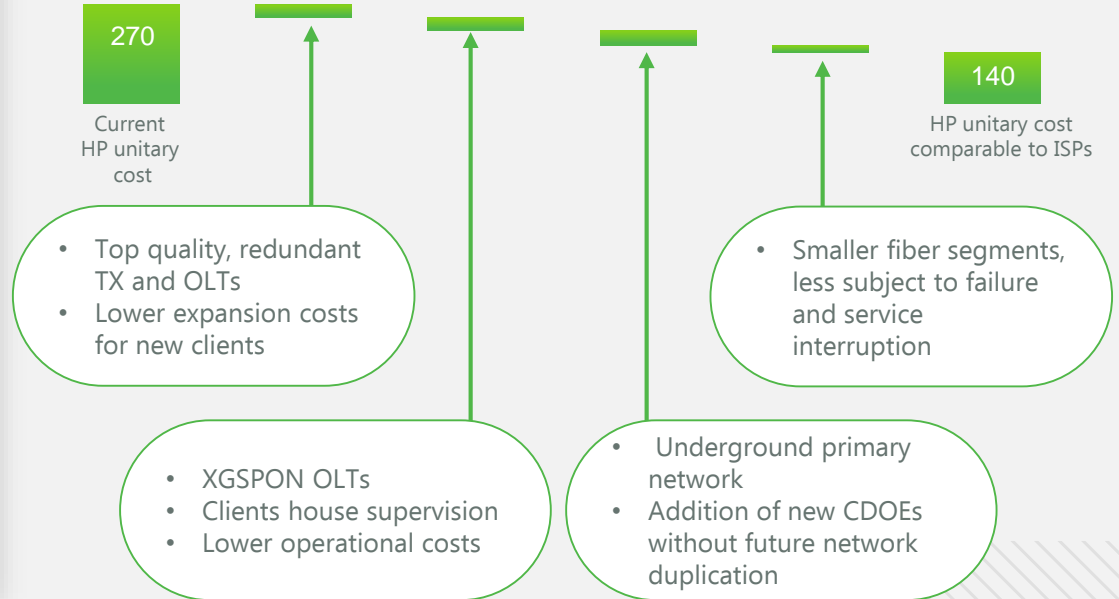 270
Current
HP unitary
cost
140
HP unitary cost
comparable to ISPs
• Top quality, redundant
TX and OLTs
• Lower expansion costs
for new clients
• Smaller fiber segments,
less subject to failure
and service
interruption
• XGSPON OLTs
• Clients house supervision
• Lower operational costs
• Underground primary
network
• Addition of new CDOEs
without future network
duplication